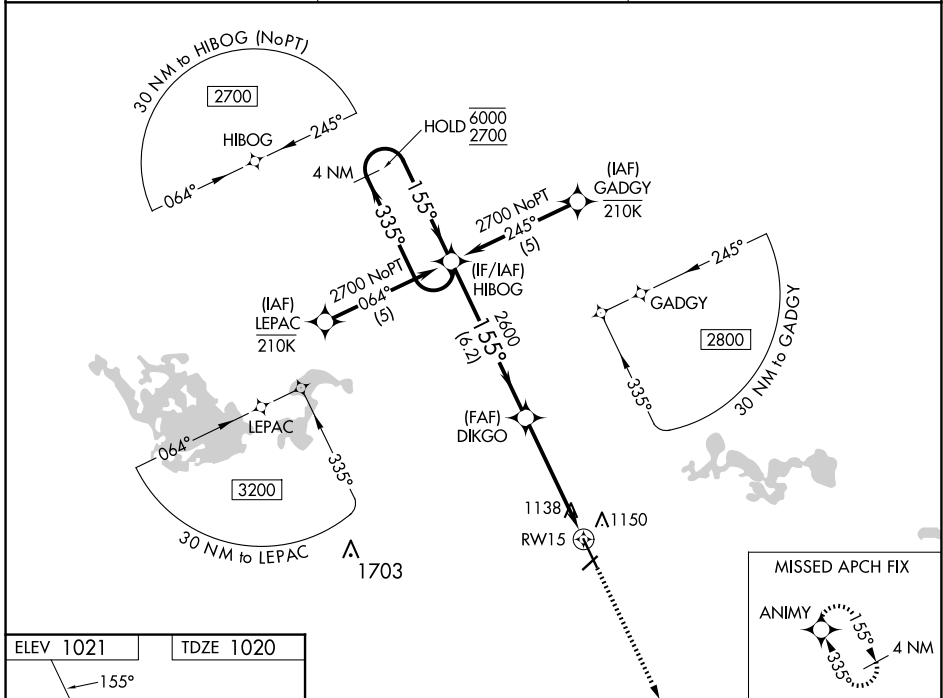 30 NM to HIBOG (NoPT)
2700
HIBOG
245°
064°
HOLD 6000
2700
4 NM
155°
335°
(IAF)
GADGY
210K
2700 NoPT
245°
(5)
(IF/IAF)
HIBOG
2700 NoPT
064°
(5)
(IAF)
LEPAC
210K
2600
155°
(6.2)
245°
GADGY
2800
335°
30 NM to GADGY
(FAF)
DIKGO
LEPAC
064°
335°
3200
30 NM to LEPAC
1703
1138
1150
RW15
MISSED APCH FIX
ANIMY
155°
335°
4 NM
ELEV 1021
TDZE 1020
155°